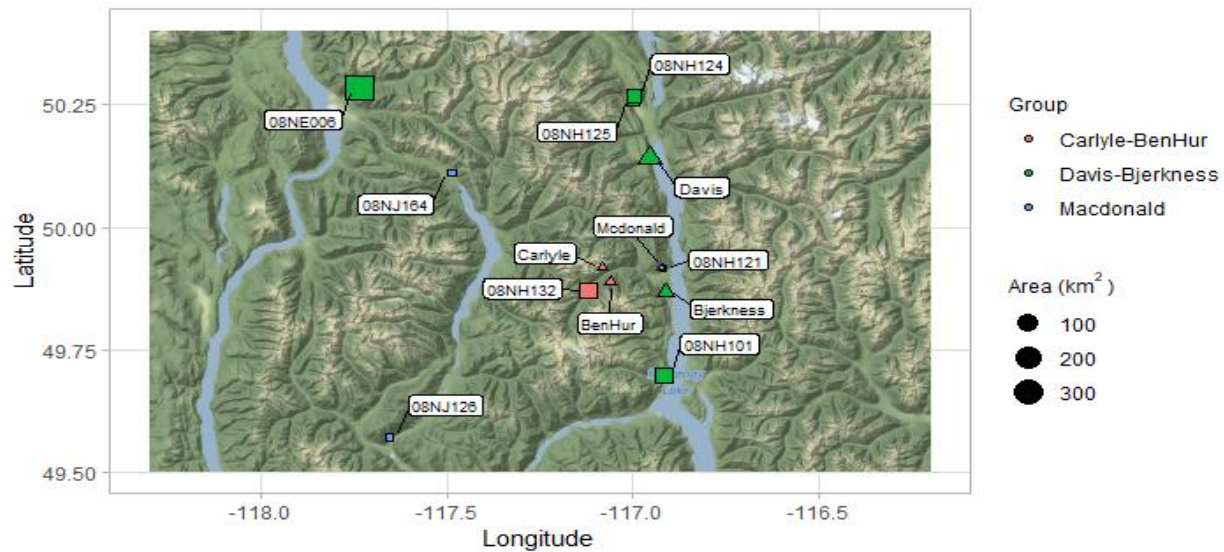 50.25
50.00
49.75
49.50
Latitude
-118.0
-117.5
-117.0
-116.5
Longitude
08NH124
08NE006
08NH125
Davis
08NJ164
Mcdonald
Carlyle
08NH121
08NH132
Bjerkness
BenHur
08NH101
Lake
08NJ126
Group
Carlyle-BenHur
Davis-Bjerkness
Macdonald
Area (km²)
100
200
300